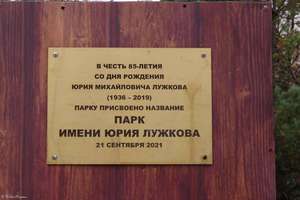 В ЧЕСТЬ 85-ЛЕТИЯ
СО ДНЯ РОЖДЕНИЯ
ЮРИЯ МИХАЙЛОВИЧА ЛУЖКОВА
(1936 - 2019)
ПАРКУ ПРИСВОЕНО НАЗВАНИЕ
ПАРК
ИМЕНИ ЮРИЯ ЛУЖКОВА
21 СЕНТЯБРЯ 2021